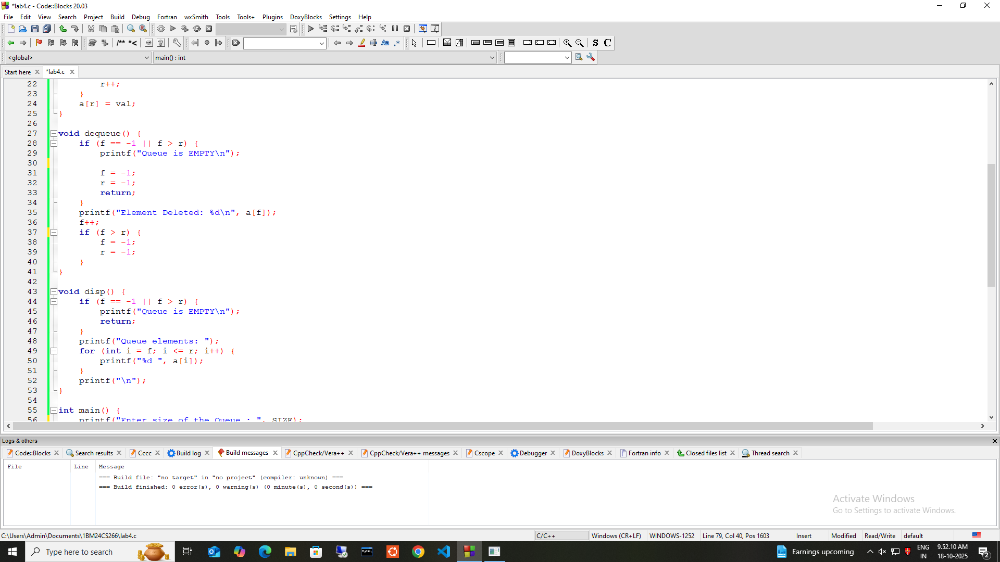 *lab4.c - Code::Blocks 20.03
File Edit View Search Project Build Debug Fortran wxSmith Tools Tools+ Plugins DoxyBlocks Settings Help
/** *<
Aa .*
S C
<global> main() : int
Start here *lab4.c
22 r++;
23 }
24 a[r] = val;
25 }
26
27 void dequeue() {
28 if (f == -1 || f > r) {
29 printf("Queue is EMPTY\n");
30
31 f = -1;
32 r = -1;
33 return;
34 }
35 printf("Element Deleted: %d\n", a[f]);
36 f++;
37 if (f > r) {
38 f = -1;
39 r = -1;
40 }
41 }
42
43 void disp() {
44 if (f == -1 || f > r) {
45 printf("Queue is EMPTY\n");
46 return;
47 }
48 printf("Queue elements: ");
49 for (int i = f; i <= r; i++) {
50 printf("%d ", a[i]);
51 }
52 printf("\n");
53 }
54
55 int main() {
56 printf("Enter size of the Queue : ", SIZE);
Logs & others
Code::Blocks Search results Cccc Build log Build messages CppCheck/Vera++ CppCheck/Vera++ messages Cscope Debugger DoxyBlocks Fortran info Closed files list Thread search
File Line Message
=== Build file: "no target" in "no project" (compiler: unknown) ===
=== Build finished: 0 error(s), 0 warning(s) (0 minute(s), 0 second(s)) ===
Activate Windows
Go to Settings to activate Windows.
C:\Users\Admin\Documents\1BM24CS266\lab4.c C/C++ Windows (CR+LF) WINDOWS-1252 Line 79, Col 40, Pos 1603 Insert Modified Read/Write default
Type here to search
Earnings upcoming
ENG
IN
9.52.10 AM
18-10-2025
2